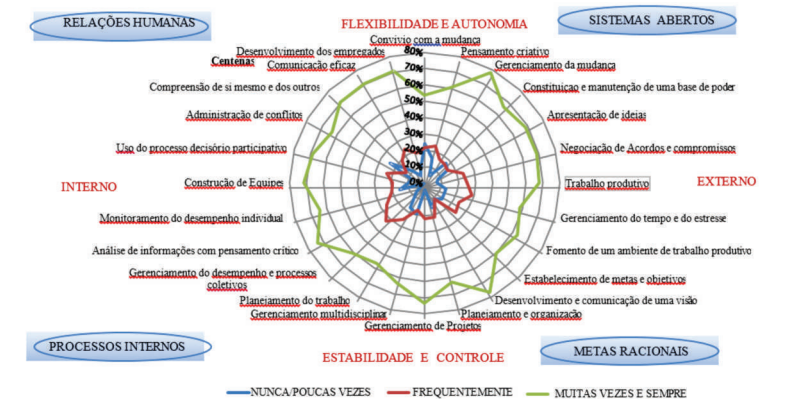 RELAÇÕES HUMANAS
FLEXIBILIDADE E AUTONOMIA
SISTEMAS ABERTOS
Convívio com a mudança
Desenvolvimento dos empregados
80%
Pensamento criativo
Centenas
Comunicação eficaz
70%
Gerenciamento da mudança
Compreensão de si mesmo e dos outros
60%
Constituiçao e manutenção de uma base de poder
50%
Administração de conflitos
40%
Apresentação de ideias
30%
Uso do processo decisório participativo
20%
Negociação de Acordos e compromissos
10%
INTERNO
Construção de Equipes
0%
Trabalho produtivo
EXTERNO
Monitoramento do desempenho individual
Gerenciamento do tempo e do estresse
Análise de informações com pensamento crítico
Fomento de um ambiente de trabalho produtivo
Gerenciamento do desempenho e processos
coletivos
Estabelecimento de metas e objetivos
Planejamento do trabalho
Desenvolvimento e comunicação de uma visão
Gerenciamento multidisciplinar
Planejamento e organização
Gerenciamento de Projetos
PROCESSOS INTERNOS
ESTABILIDADE E CONTROLE
METAS RACIONAIS
NUNCA/POUCAS VEZES
FREQUENTEMENTE
MUITAS VEZES E SEMPRE